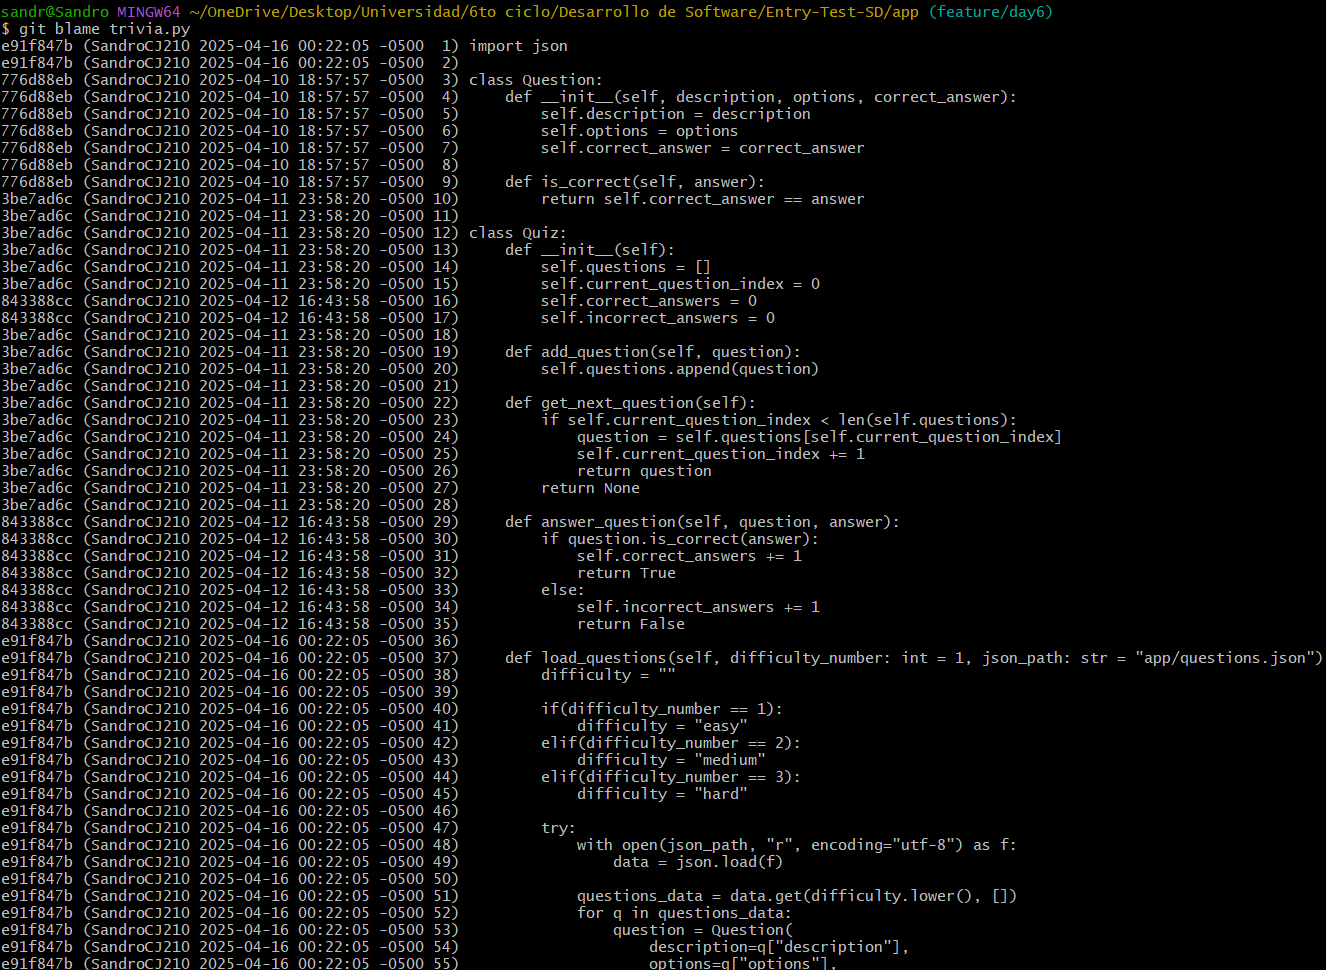 sandr@Sandro MINGW64 ~/OneDrive/Desktop/Universidad/6to ciclo/Desarrollo de Software/Entry-Test-SD/app (feature/day6)
$ git blame trivia.py
e91f847b (SandroCJ210 2025-04-16 00:22:05 -0500  1) import json
e91f847b (SandroCJ210 2025-04-16 00:22:05 -0500  2)
776d88eb (SandroCJ210 2025-04-10 18:57:57 -0500  3) class Question:
776d88eb (SandroCJ210 2025-04-10 18:57:57 -0500  4)     def __init__(self, description, options, correct_answer):
776d88eb (SandroCJ210 2025-04-10 18:57:57 -0500  5)         self.description = description
776d88eb (SandroCJ210 2025-04-10 18:57:57 -0500  6)         self.options = options
776d88eb (SandroCJ210 2025-04-10 18:57:57 -0500  7)         self.correct_answer = correct_answer
776d88eb (SandroCJ210 2025-04-10 18:57:57 -0500  8)
776d88eb (SandroCJ210 2025-04-10 18:57:57 -0500  9)     def is_correct(self, answer):
3be7ad6c (SandroCJ210 2025-04-11 23:58:20 -0500 10)         return self.correct_answer == answer
3be7ad6c (SandroCJ210 2025-04-11 23:58:20 -0500 11)
3be7ad6c (SandroCJ210 2025-04-11 23:58:20 -0500 12) class Quiz:
3be7ad6c (SandroCJ210 2025-04-11 23:58:20 -0500 13)     def __init__(self):
3be7ad6c (SandroCJ210 2025-04-11 23:58:20 -0500 14)         self.questions = []
3be7ad6c (SandroCJ210 2025-04-11 23:58:20 -0500 15)         self.current_question_index = 0
843388cc (SandroCJ210 2025-04-12 16:43:58 -0500 16)         self.correct_answers = 0
843388cc (SandroCJ210 2025-04-12 16:43:58 -0500 17)         self.incorrect_answers = 0
3be7ad6c (SandroCJ210 2025-04-11 23:58:20 -0500 18)
3be7ad6c (SandroCJ210 2025-04-11 23:58:20 -0500 19)     def add_question(self, question):
3be7ad6c (SandroCJ210 2025-04-11 23:58:20 -0500 20)         self.questions.append(question)
3be7ad6c (SandroCJ210 2025-04-11 23:58:20 -0500 21)
3be7ad6c (SandroCJ210 2025-04-11 23:58:20 -0500 22)     def get_next_question(self):
3be7ad6c (SandroCJ210 2025-04-11 23:58:20 -0500 23)         if self.current_question_index < len(self.questions):
3be7ad6c (SandroCJ210 2025-04-11 23:58:20 -0500 24)             question = self.questions[self.current_question_index]
3be7ad6c (SandroCJ210 2025-04-11 23:58:20 -0500 25)             self.current_question_index += 1
3be7ad6c (SandroCJ210 2025-04-11 23:58:20 -0500 26)             return question
3be7ad6c (SandroCJ210 2025-04-11 23:58:20 -0500 27)         return None
3be7ad6c (SandroCJ210 2025-04-11 23:58:20 -0500 28)
843388cc (SandroCJ210 2025-04-12 16:43:58 -0500 29)     def answer_question(self, question, answer):
843388cc (SandroCJ210 2025-04-12 16:43:58 -0500 30)         if question.is_correct(answer):
843388cc (SandroCJ210 2025-04-12 16:43:58 -0500 31)             self.correct_answers += 1
843388cc (SandroCJ210 2025-04-12 16:43:58 -0500 32)             return True
843388cc (SandroCJ210 2025-04-12 16:43:58 -0500 33)         else:
843388cc (SandroCJ210 2025-04-12 16:43:58 -0500 34)             self.incorrect_answers += 1
843388cc (SandroCJ210 2025-04-12 16:43:58 -0500 35)             return False
e91f847b (SandroCJ210 2025-04-16 00:22:05 -0500 36)
e91f847b (SandroCJ210 2025-04-16 00:22:05 -0500 37)     def load_questions(self, difficulty_number: int = 1, json_path: str = "app/questions.json")
e91f847b (SandroCJ210 2025-04-16 00:22:05 -0500 38)         difficulty = ""
e91f847b (SandroCJ210 2025-04-16 00:22:05 -0500 39)
e91f847b (SandroCJ210 2025-04-16 00:22:05 -0500 40)         if(difficulty_number == 1):
e91f847b (SandroCJ210 2025-04-16 00:22:05 -0500 41)             difficulty = "easy"
e91f847b (SandroCJ210 2025-04-16 00:22:05 -0500 42)         elif(difficulty_number == 2):
e91f847b (SandroCJ210 2025-04-16 00:22:05 -0500 43)             difficulty = "medium"
e91f847b (SandroCJ210 2025-04-16 00:22:05 -0500 44)         elif(difficulty_number == 3):
e91f847b (SandroCJ210 2025-04-16 00:22:05 -0500 45)             difficulty = "hard"
e91f847b (SandroCJ210 2025-04-16 00:22:05 -0500 46)
e91f847b (SandroCJ210 2025-04-16 00:22:05 -0500 47)         try:
e91f847b (SandroCJ210 2025-04-16 00:22:05 -0500 48)             with open(json_path, "r", encoding="utf-8") as f:
e91f847b (SandroCJ210 2025-04-16 00:22:05 -0500 49)                 data = json.load(f)
e91f847b (SandroCJ210 2025-04-16 00:22:05 -0500 50)
e91f847b (SandroCJ210 2025-04-16 00:22:05 -0500 51)             questions_data = data.get(difficulty.lower(), [])
e91f847b (SandroCJ210 2025-04-16 00:22:05 -0500 52)             for q in questions_data:
e91f847b (SandroCJ210 2025-04-16 00:22:05 -0500 53)                 question = Question(
e91f847b (SandroCJ210 2025-04-16 00:22:05 -0500 54)                     description=q["description"],
e91f847b (SandroCJ210 2025-04-16 00:22:05 -0500 55)                     options=q["options"],